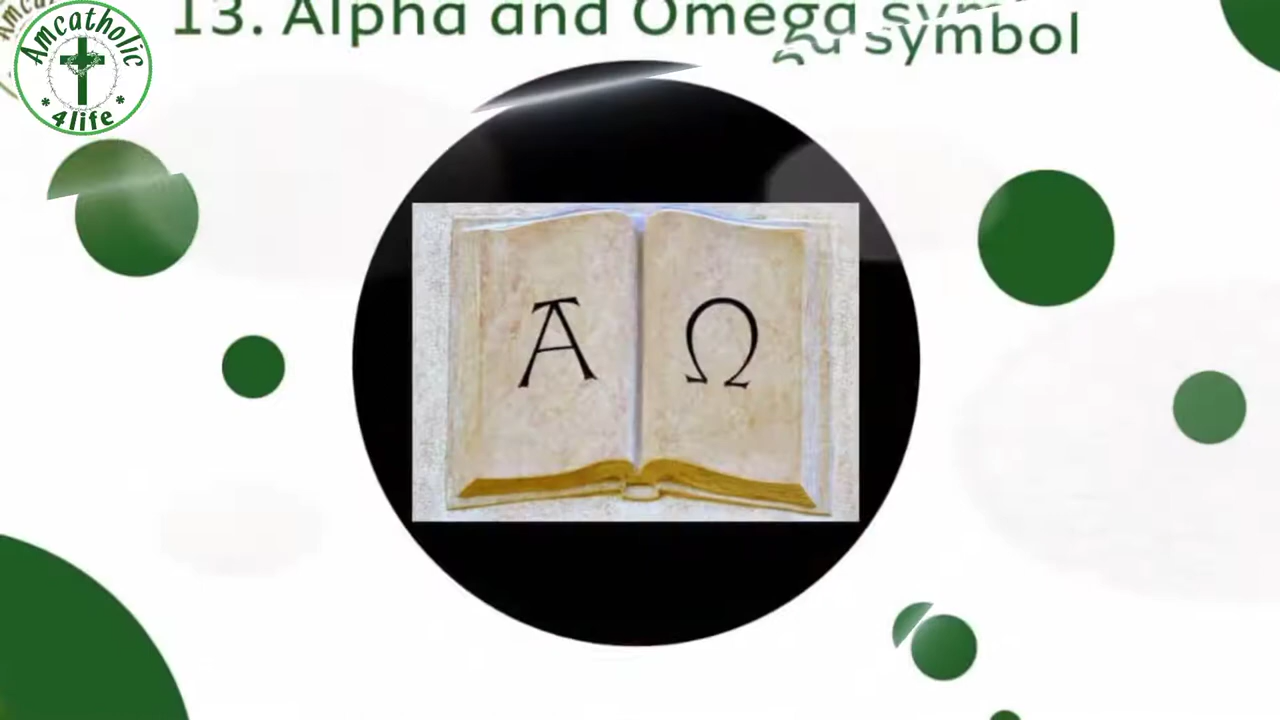 13. Alpha and Omega symbol
Amcatholic
4life
Α Ω